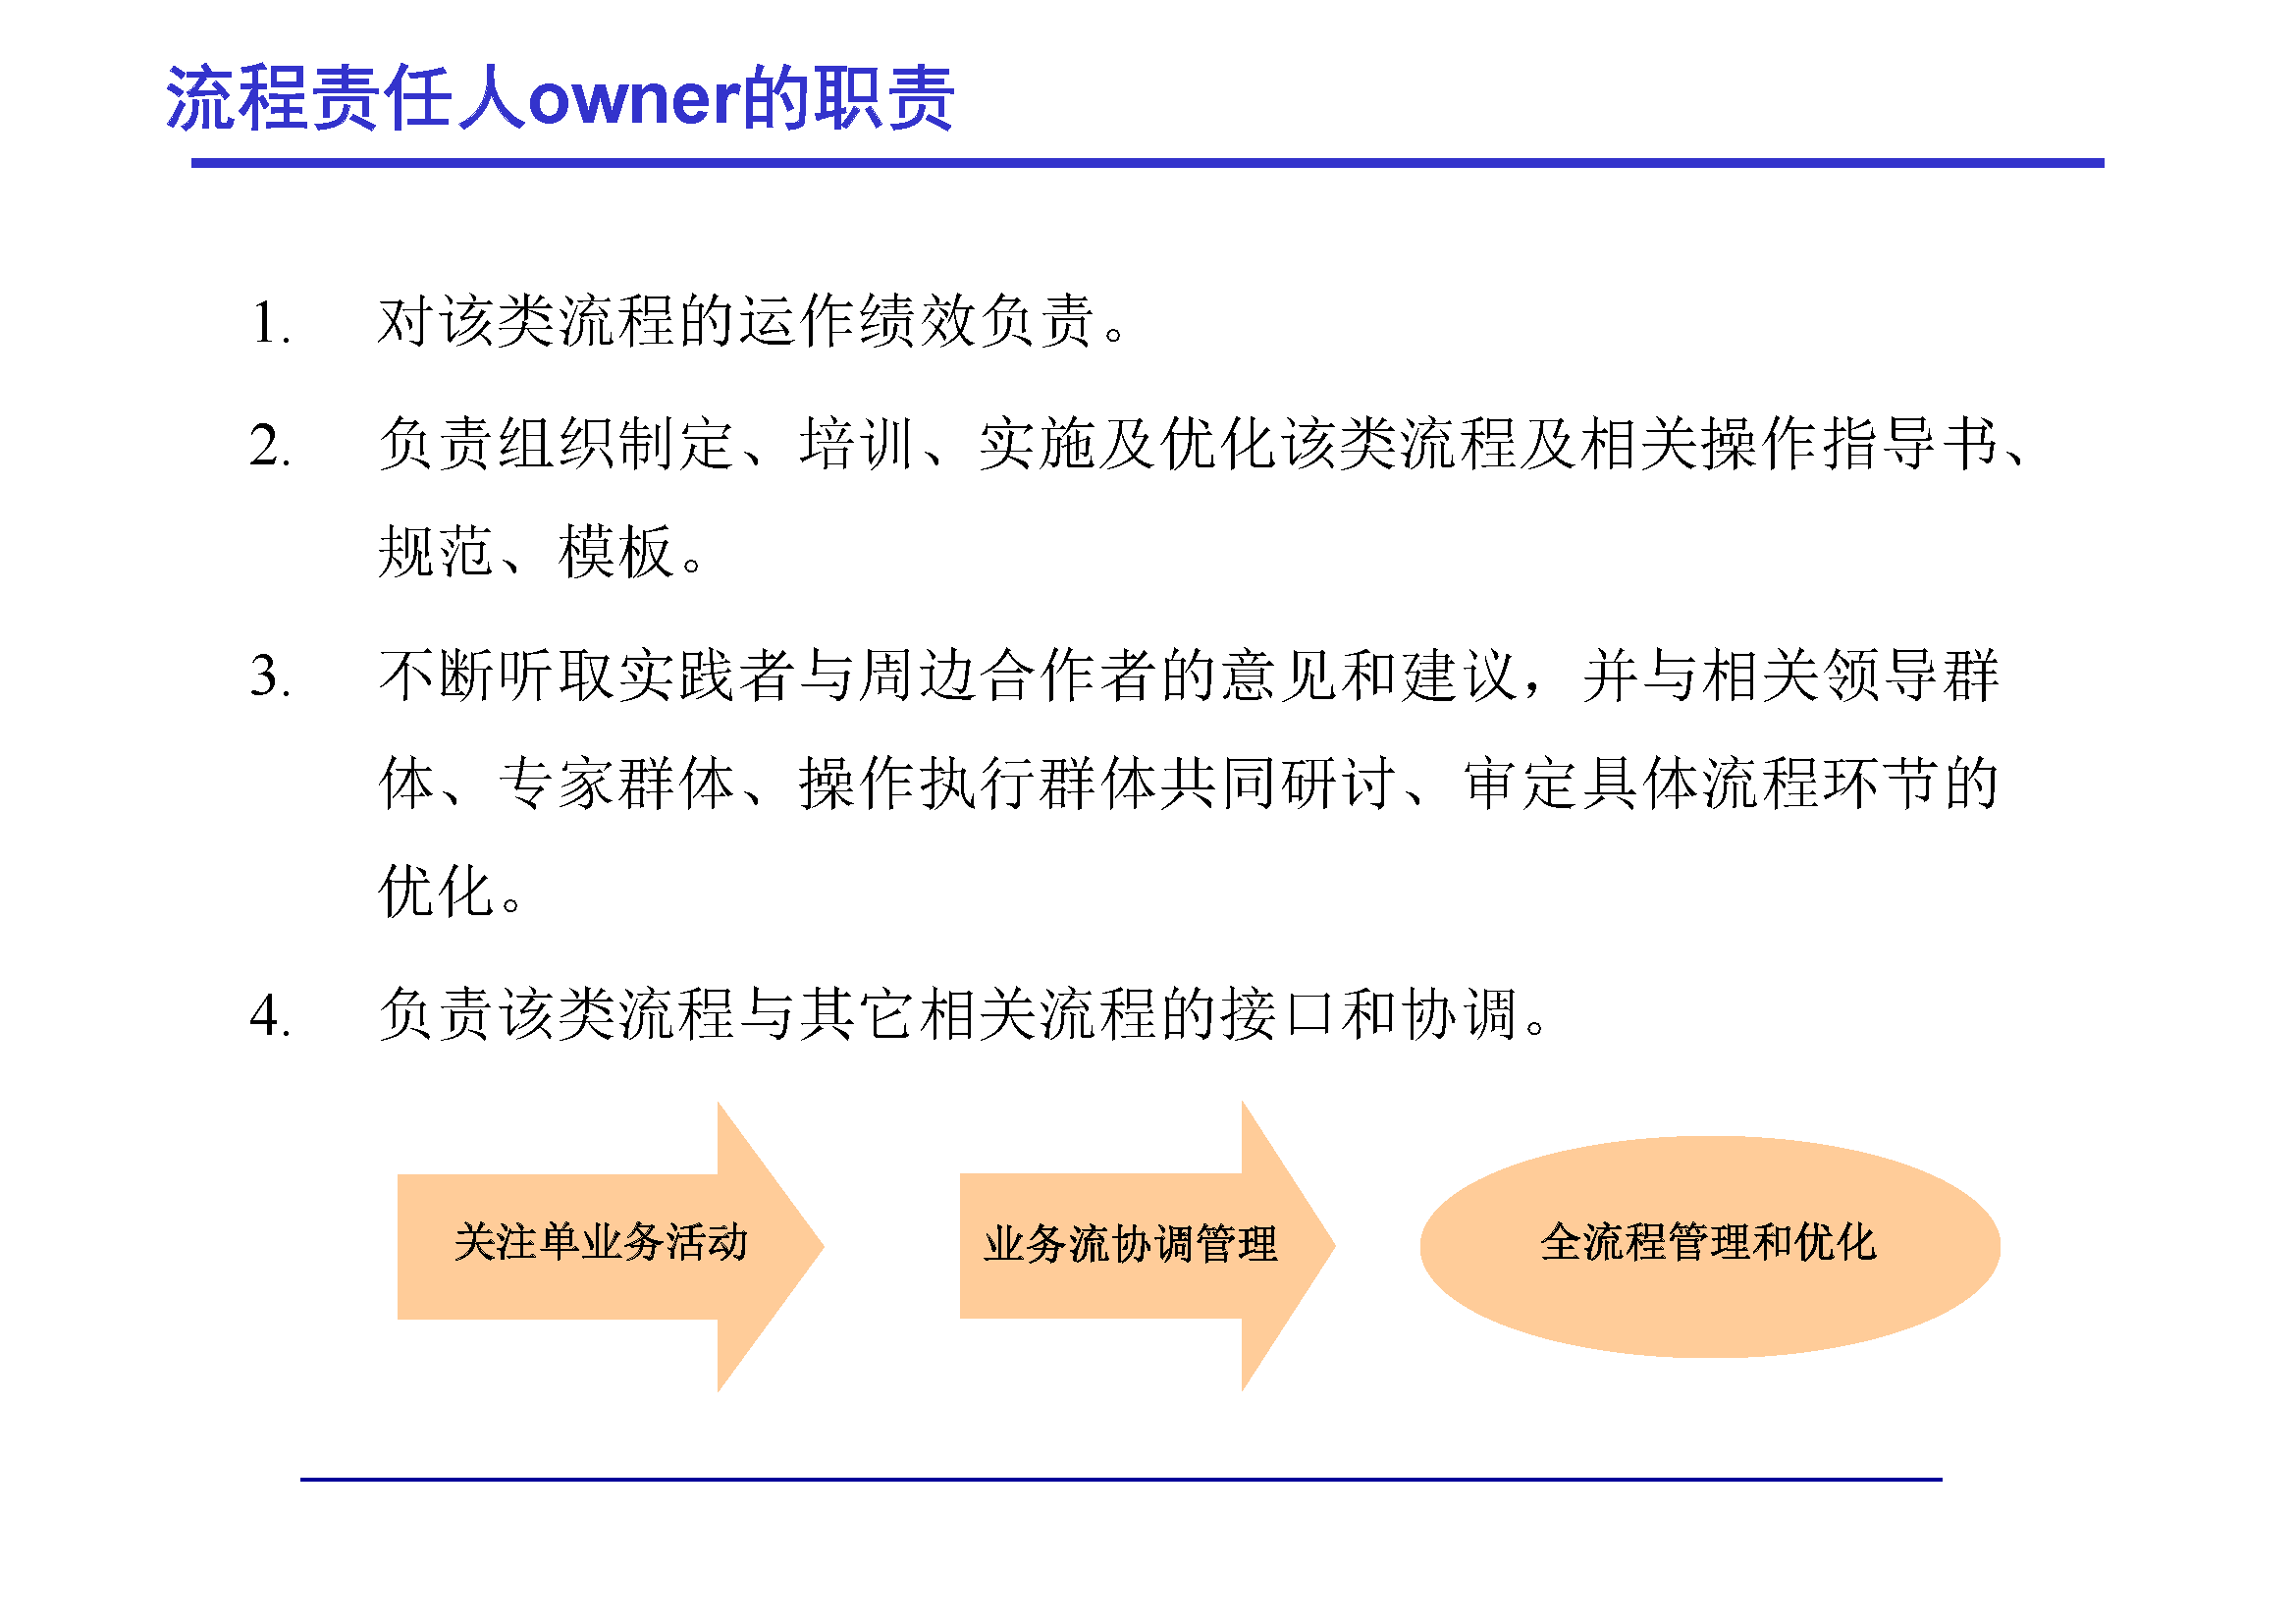 流程责任人owner的职责
1. 对该类流程的运作绩效负责。
2. 负责组织制定、培训、实施及优化该类流程及相关操作指导书、
规范、模板。
3. 不断听取实践者与周边合作者的意见和建议，并与相关领导群
体、专家群体、操作执行群体共同研讨、审定具体流程环节的
优化。
4. 负责该类流程与其它相关流程的接口和协调。
关注单业务活动
业务流协调管理
全流程管理和优化